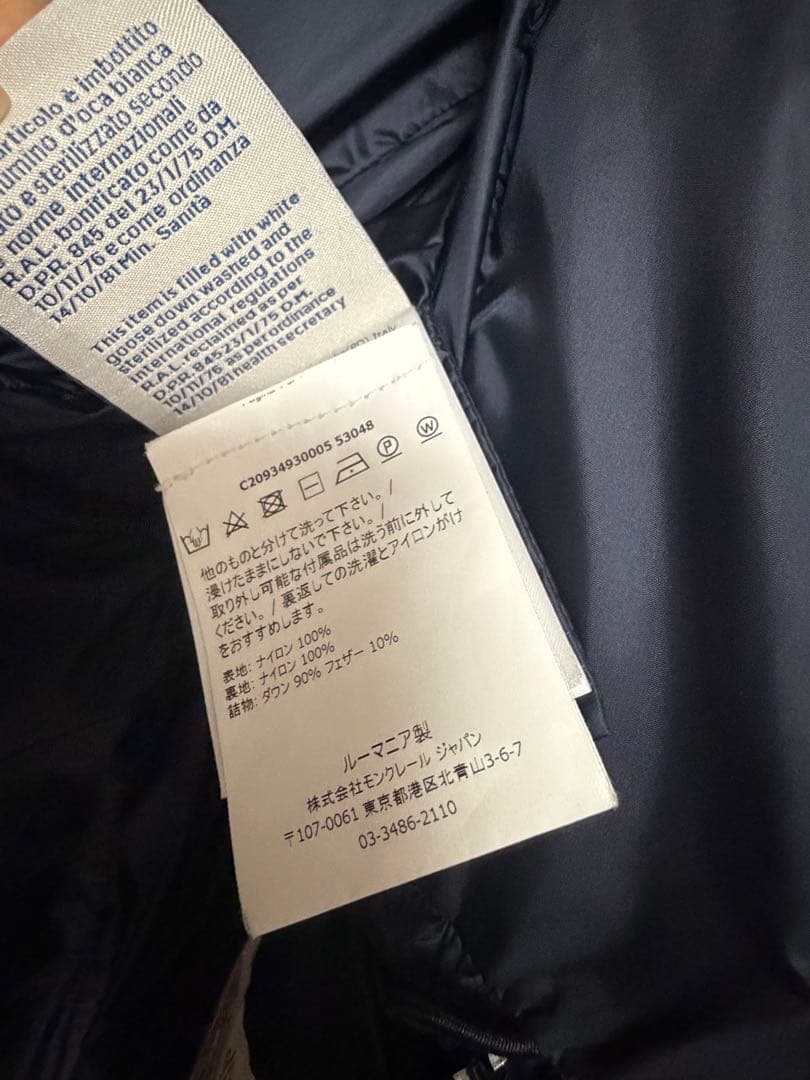 articolo è imbottito
piumino d'oca bianca
to e sterilizzato secondo
norme internazionali
R.A.L. bonificato come da
D.P.R. 845 del 23/1/75 D.M.
10/11/76 e come ordinanza
14/10/81 Min. Sanità
This item is filled with white
goose down washed and
sterilized according to the
international regulations
R.A.L. reclaimed as per
D.P.R. 845 23/1/75 D.M.
10/11/76 as per ordinance
14/10/81 health secretary
Italy
C20934930005 53048
P
W
他のものと分けて洗って下さい。/
浸けたままにしないで下さい。/
取り外し可能な付属品は洗う前に外して
ください。/ 裏返しての洗濯とアイロンがけ
をおすすめします。
表地: ナイロン 100%
裏地: ナイロン 100%
詰物: ダウン 90% フェザー 10%
ルーマニア製
株式会社モンクレール ジャパン
〒107-0061 東京都港区北青山3-6-7
03-3486-2110